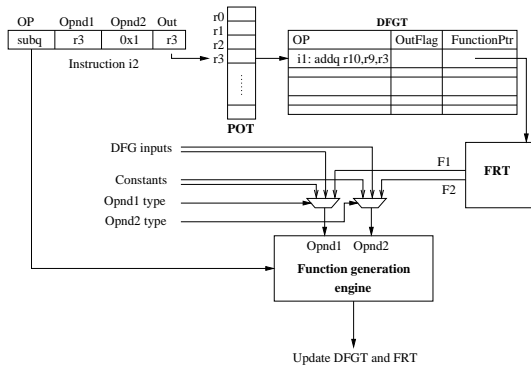 OP Opnd1 Opnd2 Out
subq r3 0x1 r3
Instruction i2
r0
r1
r2
r3
......
POT
DFGT
OP OutFlag FunctionPtr
i1: addq r10,r9,r3
DFG inputs
Constants
Opnd1 type
Opnd2 type
F1
F2
FRT
Opnd1 Opnd2
Function generation
engine
Update DFGT and FRT